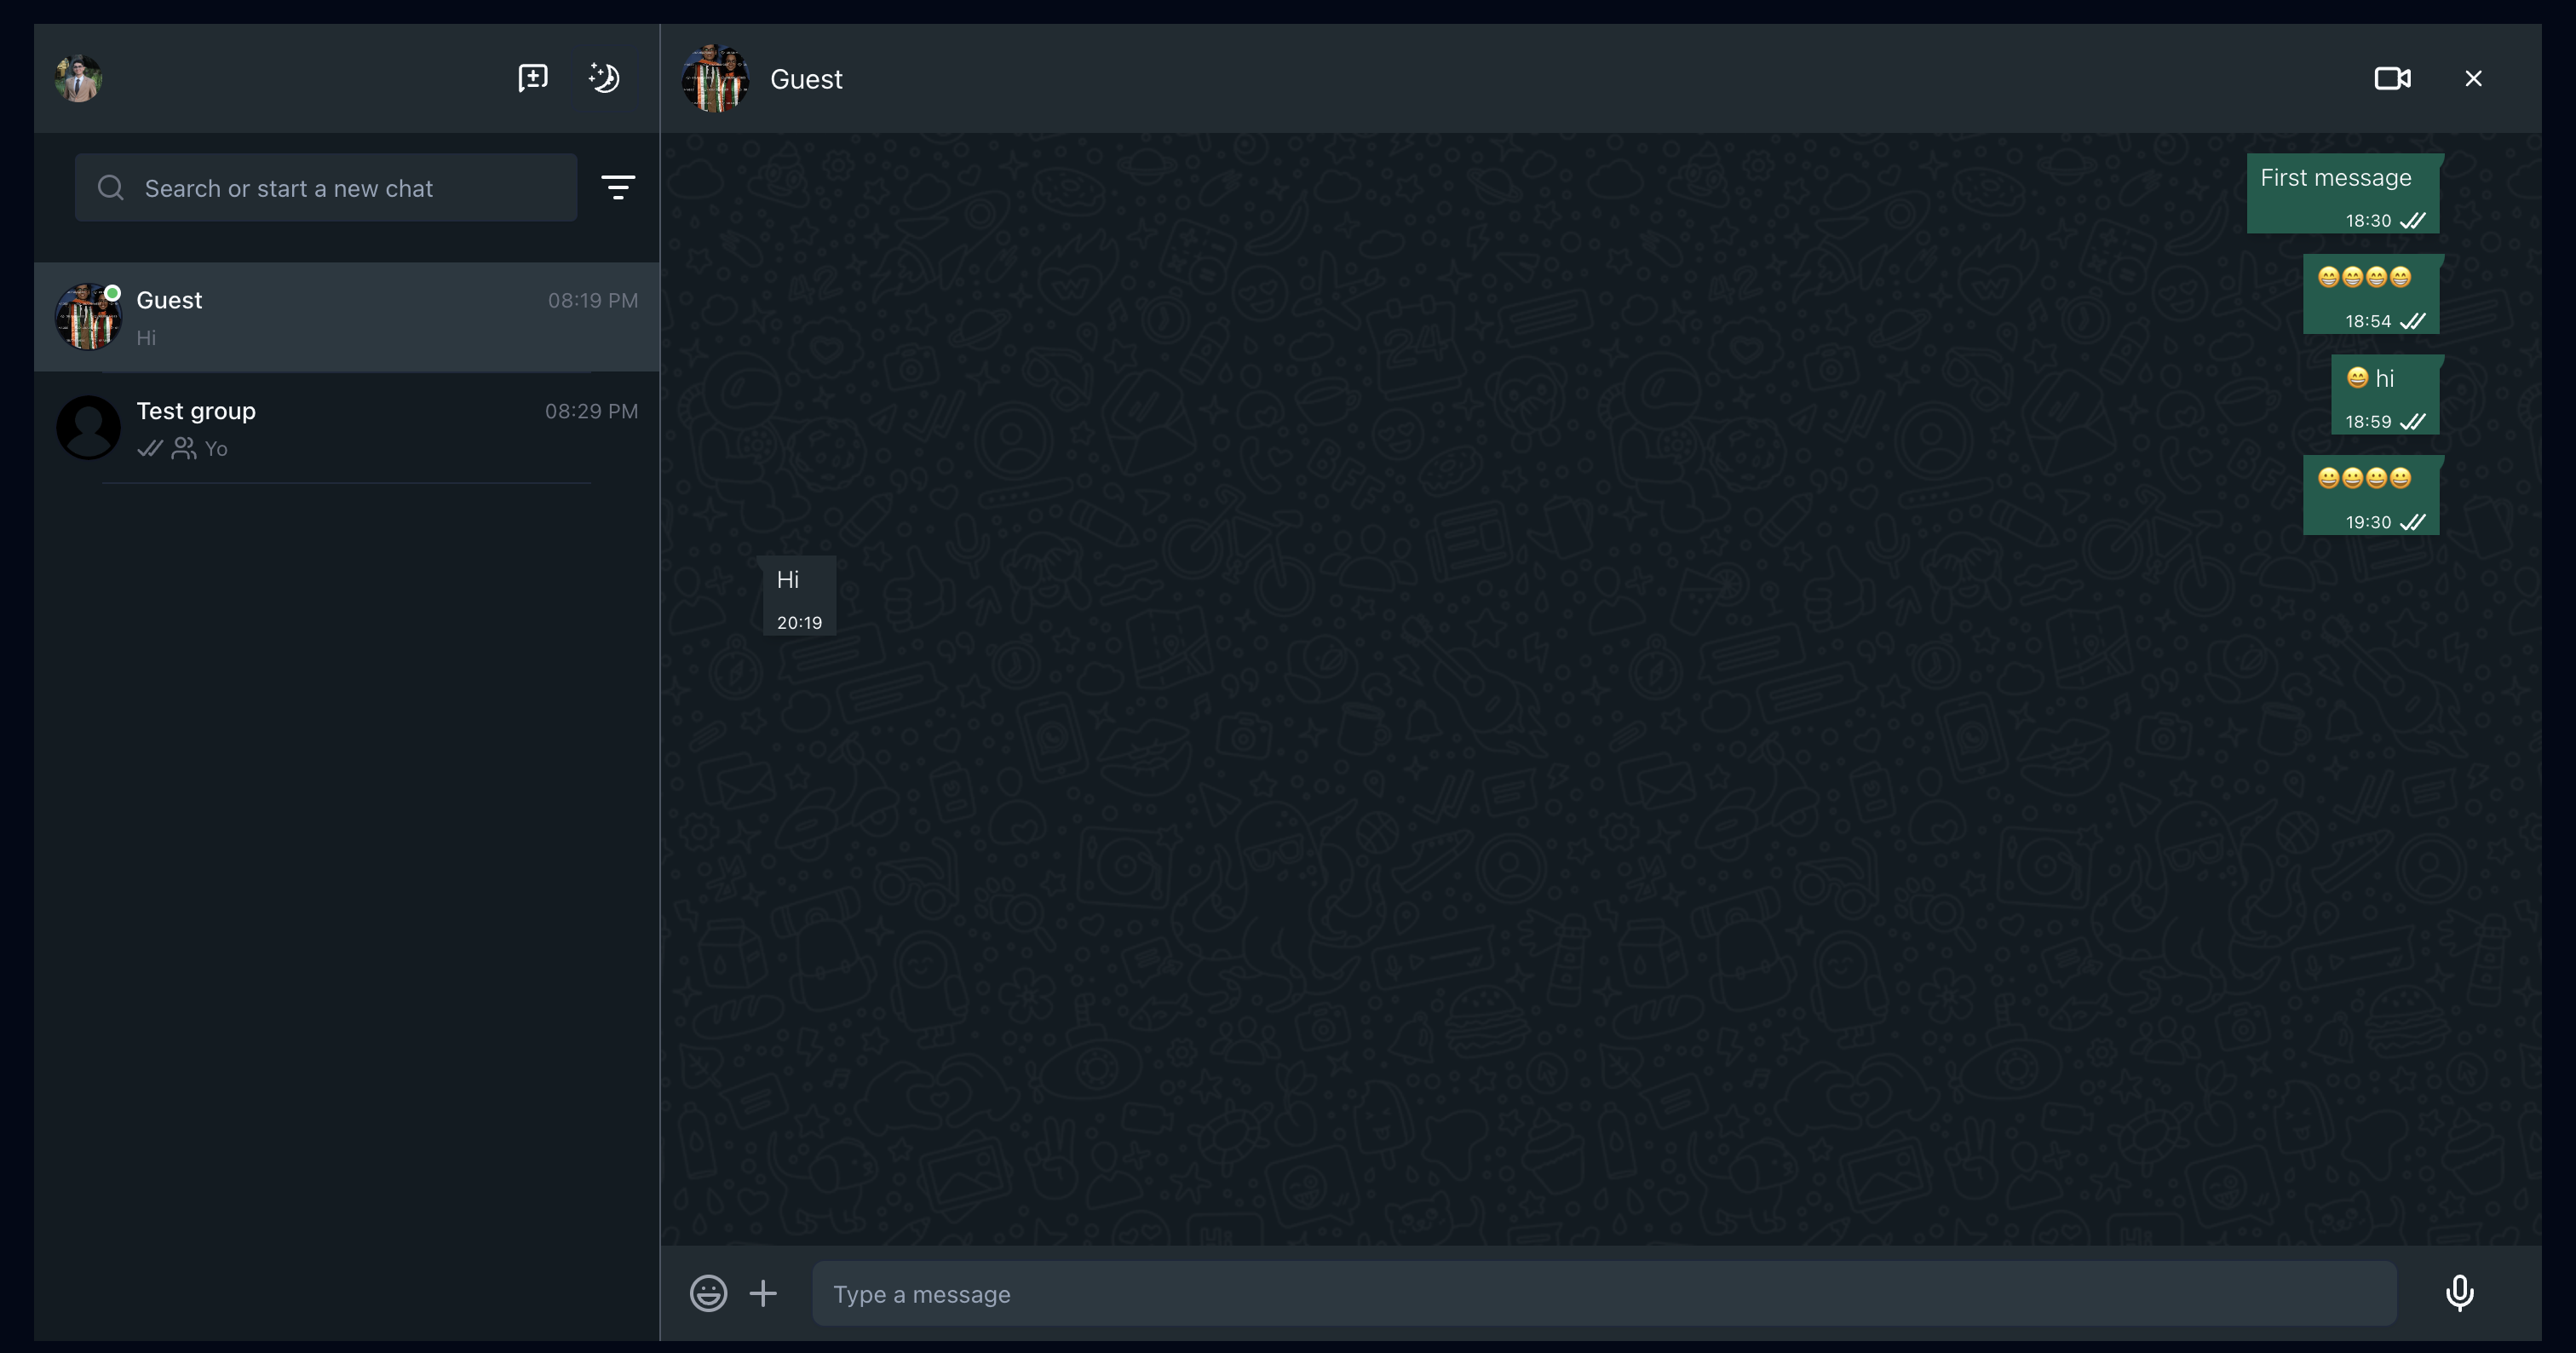 Guest
Search or start a new chat
Guest
08:19 PM
Hi
Test group
08:29 PM
Yo
First message
18:30
😁😁😁😁
18:54
😄 hi
18:59
😀😀😀😀
19:30
Hi
20:19
Type a message